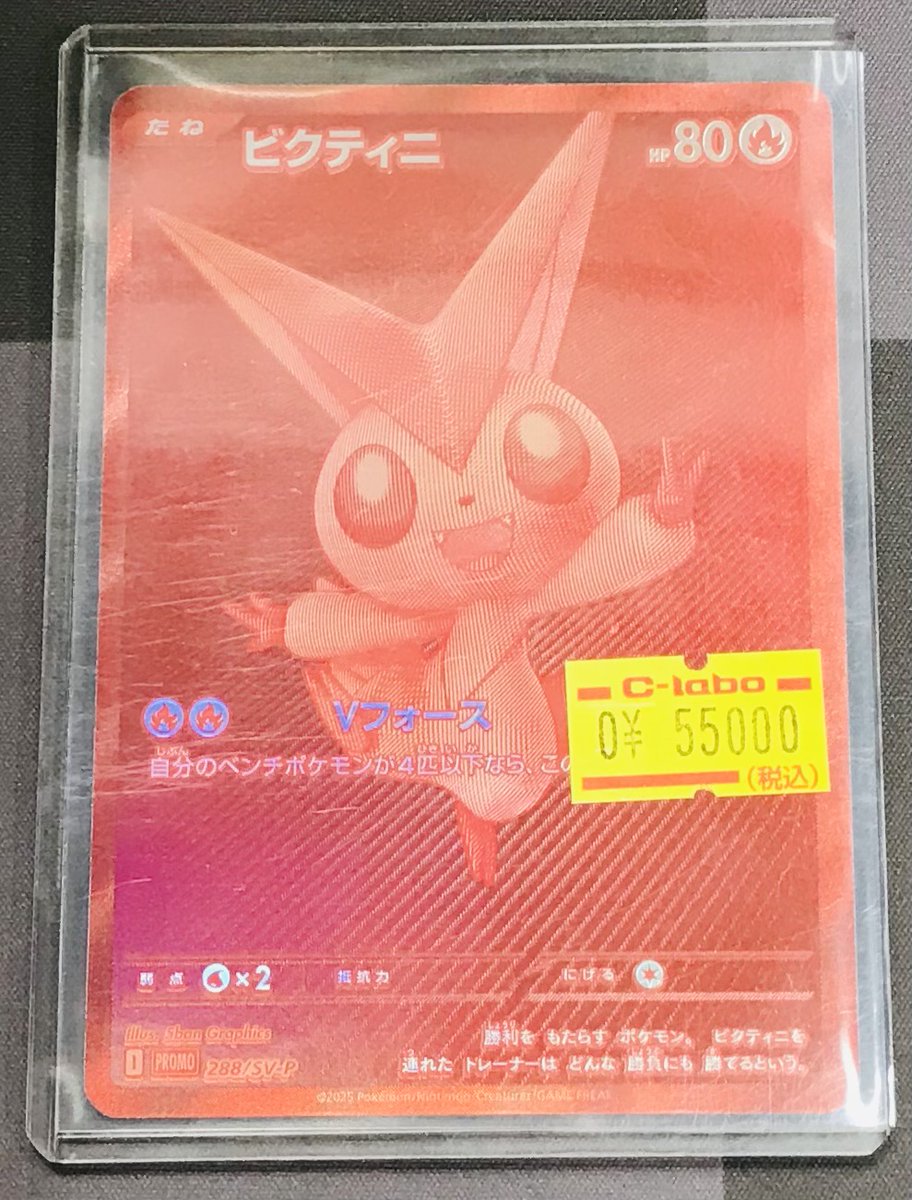 たね ビクティニ HP 80
Vフォース
じぶん
自分のベンチポケモンが4匹以下なら、この
C-labo
0¥ 55000
(税込)
弱点 ×2 抵抗力 にげる
Illus. 5ban Graphics
勝利を もたらす ポケモン。 ビクティニを
I PROMO 288/SV-P
連れた トレーナーは どんな 勝負にも 勝てるという。
©2025 Pokémon/Nintendo/Creatures/GAME FREAK